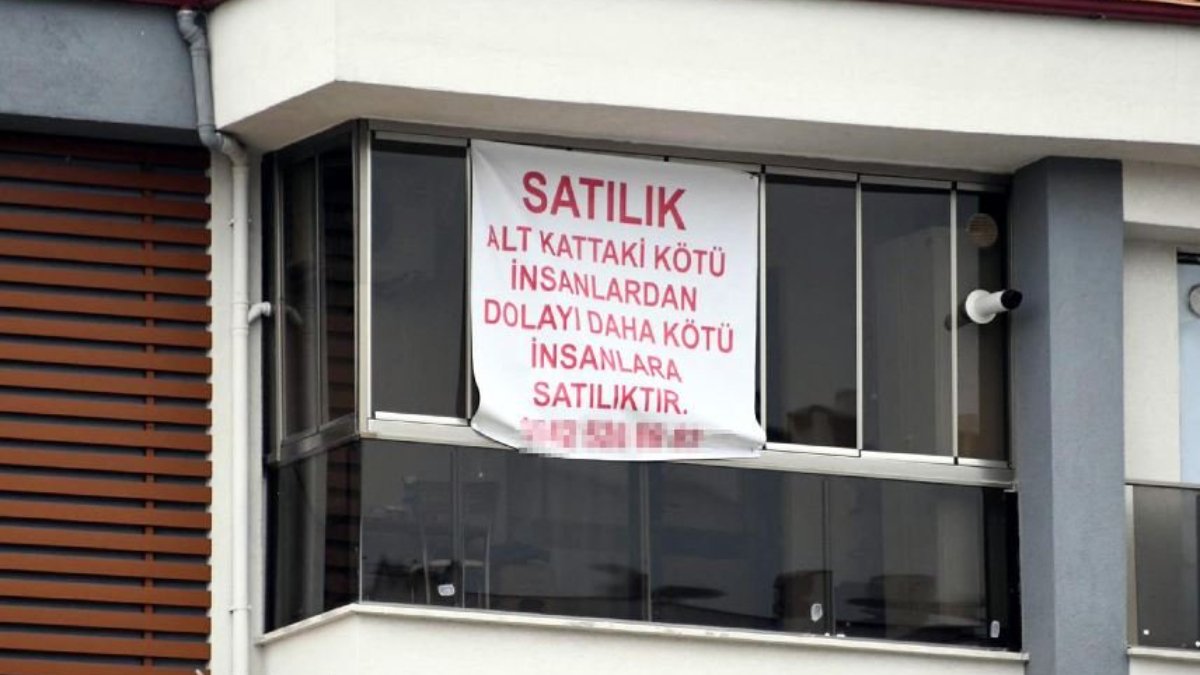 SATILIK
ALT KATTAKİ KÖTÜ
İNSANLARDAN
DOLAYI DAHA KÖTÜ
İNSANLARA
SATILIKTIR.